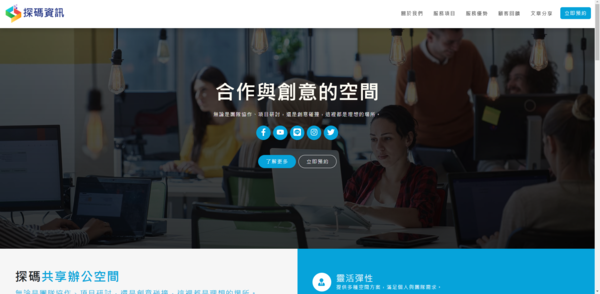 探碼資訊
關於我們 服務項目 服務優勢 顧客回饋 文章分享 立即預約
合作與創意的空間
無論是團隊協作、項目研討，還是創意碰撞，這裡都是理想的場所。
了解更多 立即預約
探碼共享辦公空間
無論是團隊協作、項目研討，還是創意碰撞，這裡都是理想的場所。
靈活彈性
提供多種空間方案，滿足個人與團隊需求。